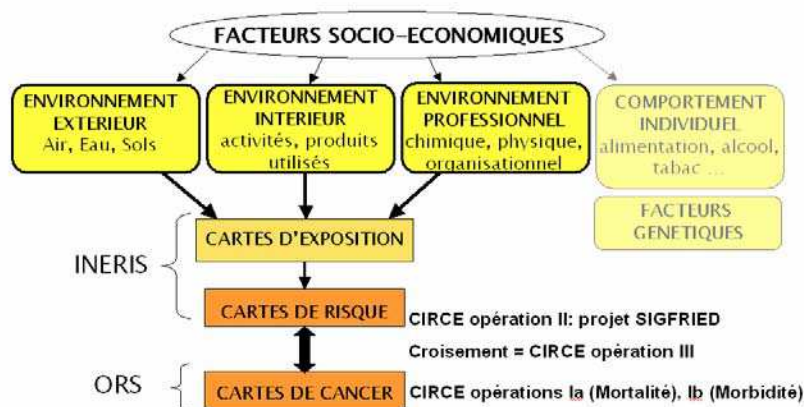 FACTEURS SOCIO-ECONOMIQUES
ENVIRONNEMENT
EXTERIEUR
Air, Eau, Sols
ENVIRONNEMENT
INTERIEUR
activités, produits
utilisés
ENVIRONNEMENT
PROFESSIONNEL
chimique, physique,
organisationnel
COMPORTEMENT
INDIVIDUEL
alimentation, alcool,
tabac ...
FACTEURS
GENETIQUES
CARTES D'EXPOSITION
INERIS
CARTES DE RISQUE
CIRCE opération II: projet SIGFRIED
Croisement = CIRCE opération III
ORS
CARTES DE CANCER
CIRCE opérations Ia (Mortalité), Ib (Morbidité)